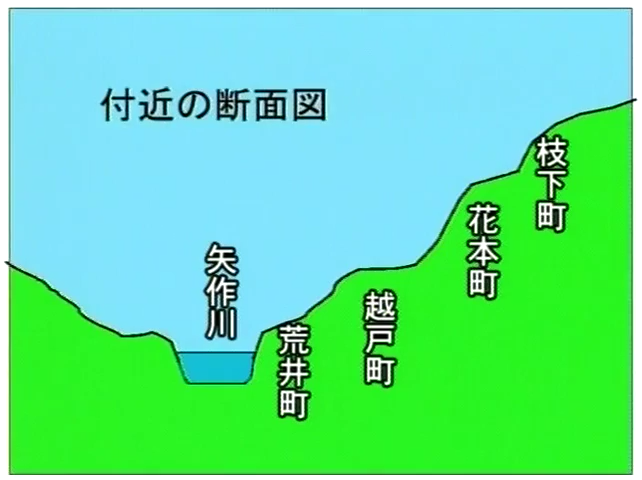 付近の断面図
矢作川
荒井町
越戸町
花本町
枝下町